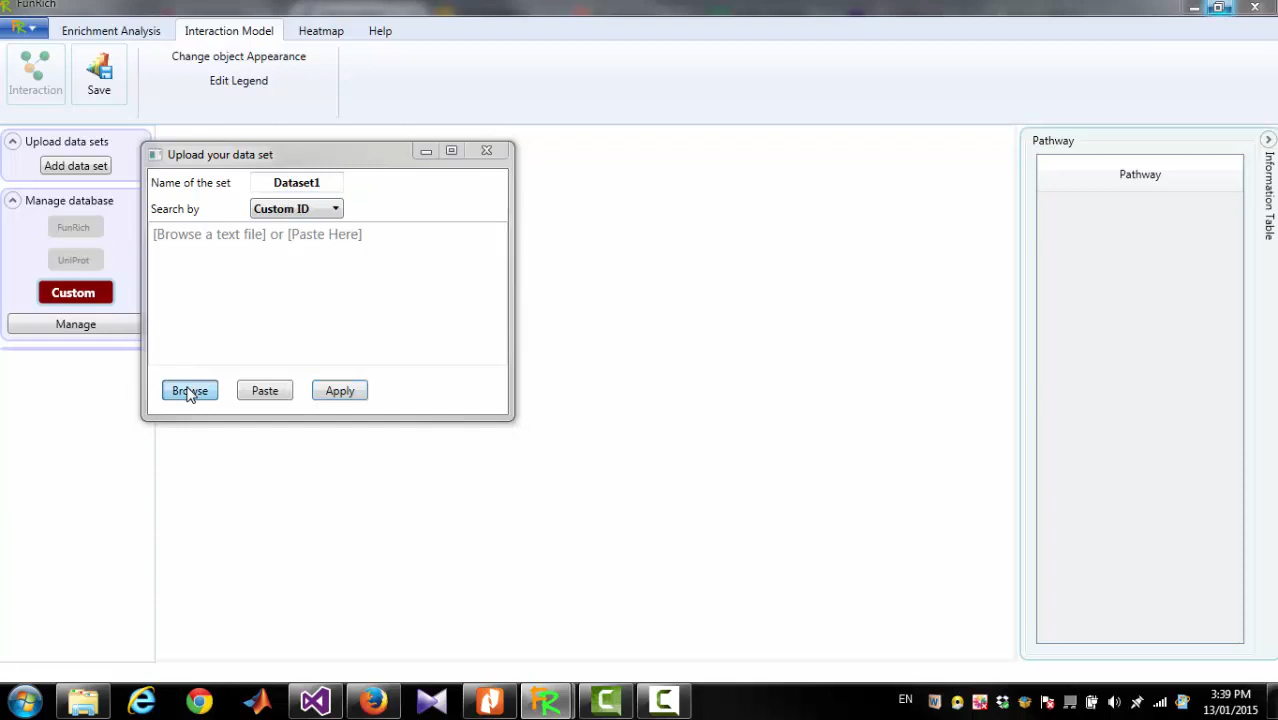 FunRich
Enrichment Analysis
Interaction Model
Heatmap
Help
Interaction
Save
Change object Appearance
Edit Legend
Upload data sets
Add data set
Manage database
FunRich
UniProt
Custom
Manage
Upload your data set
Name of the set
Dataset1
Search by
Custom ID
[Browse a text file] or [Paste Here]
Browse
Paste
Apply
Pathway
Pathway
Information Table
EN
3:39 PM
13/01/2015